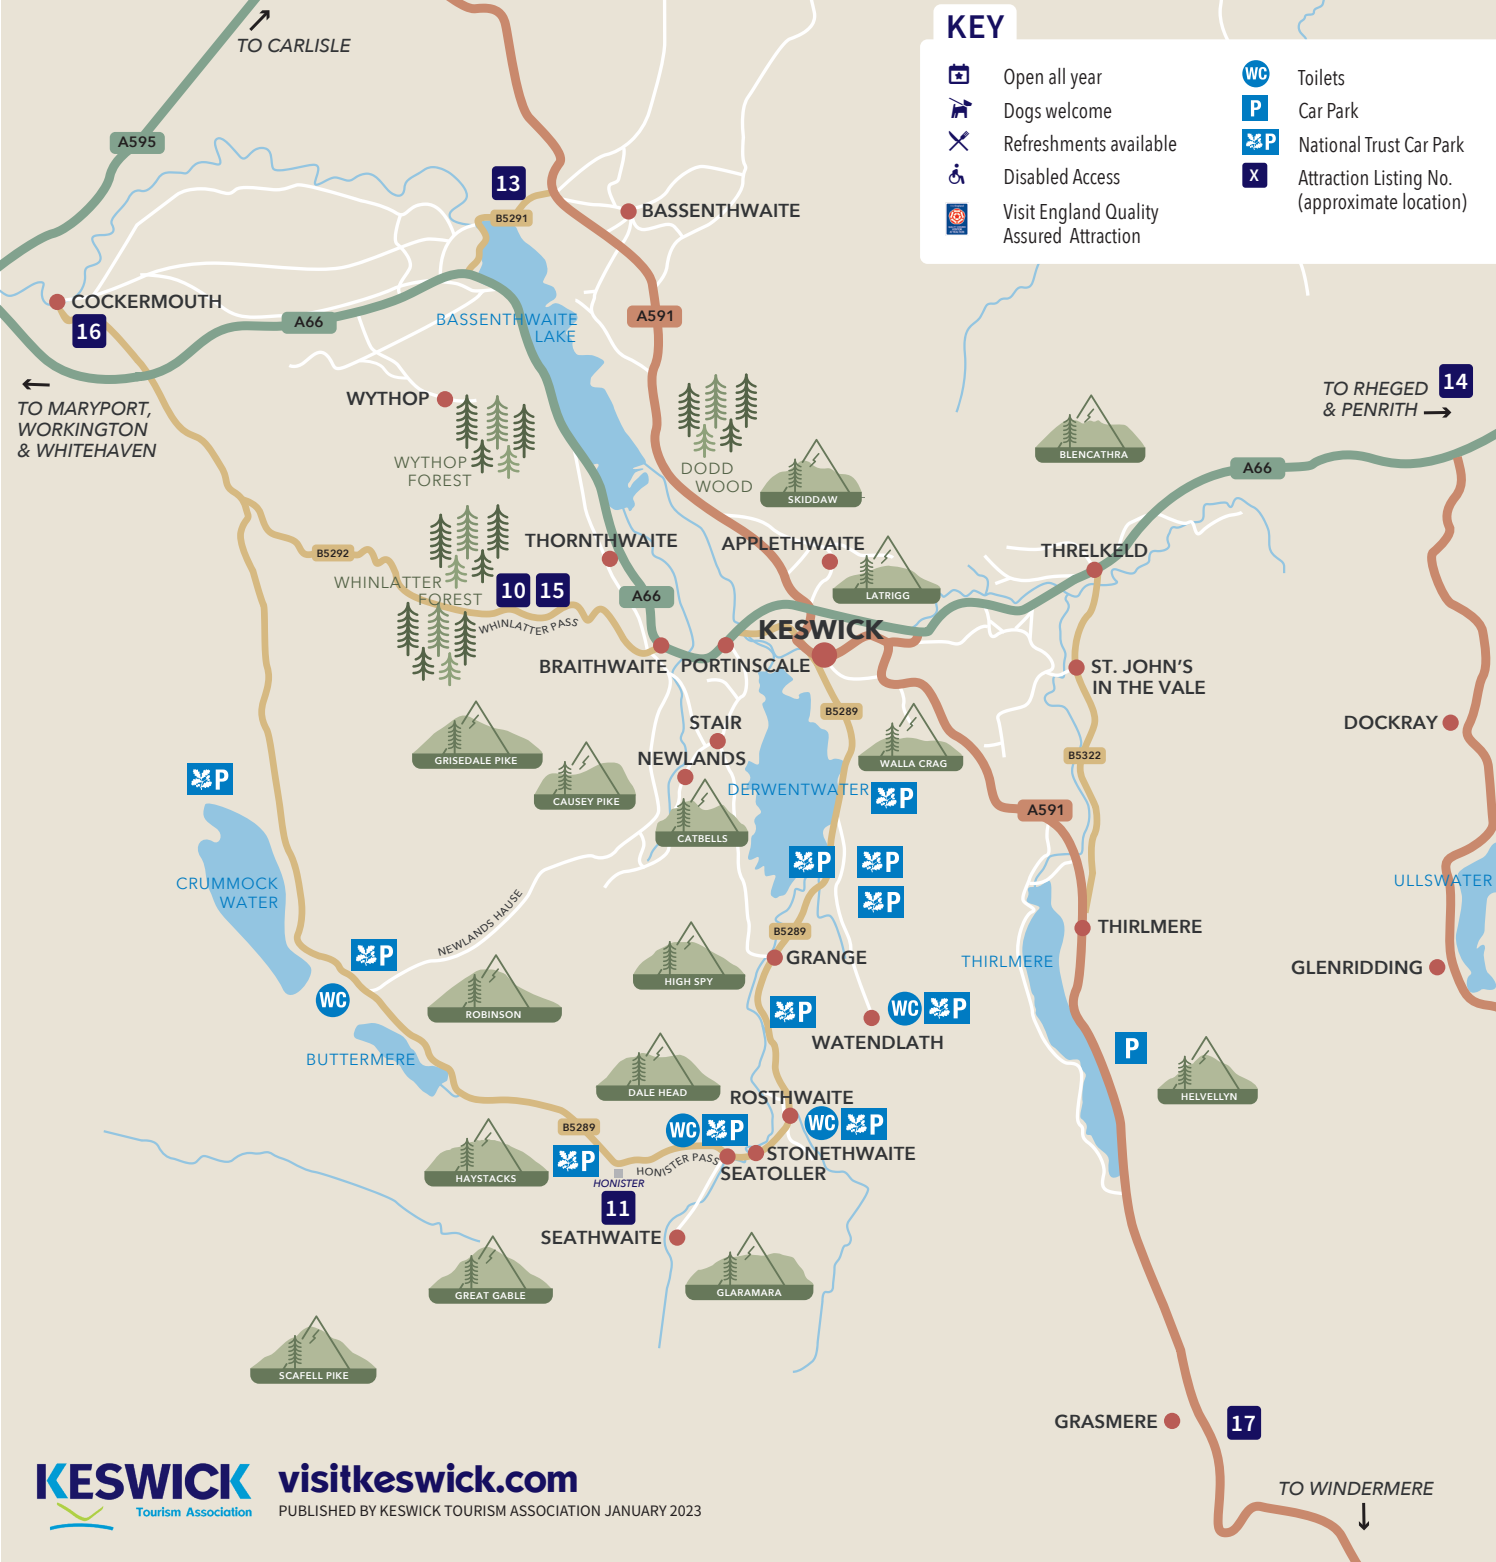 TO CARLISLE
KEY
Open all year
Dogs welcome
Refreshments available
Disabled Access
Visit England Quality
Assured Attraction
WC
Toilets
P
Car Park
P
National Trust Car Park
X
Attraction Listing No.
(approximate location)
A595
13
B5291
BASSENTHWAITE
COCKERMOUTH
16
A66
BASSENTHWAITE
LAKE
A591
TO MARYPORT,
WORKINGTON
& WHITEHAVEN
WYTHOP
WYTHOP
FOREST
DODD
WOOD
SKIDDAW
BLENCATHRA
TO RHEGED
& PENRITH
14
A66
B5292
THORNTHWAITE
APPLETHWAITE
THRELKELD
WHINLATTER
FOREST
10
15
WHINLATTER PASS
A66
LATRIGG
KESWICK
BRAITHWAITE
PORTINSCALE
ST. JOHN'S
IN THE VALE
DOCKRAY
STAIR
NEWLANDS
B5289
GRISEDALE PIKE
CAUSEY PIKE
CATBELLS
WALLA CRAG
B5322
DERWENTWATER
P
P
A591
P
P
P
CRUMMOCK
WATER
ULLSWATER
NEWLANDS HAUSE
B5289
THIRLMERE
GRANGE
THIRLMERE
GLENRIDDING
P
WC
ROBINSON
HIGH SPY
P
WC
P
WATENDLATH
P
BUTTERMERE
DALE HEAD
HELVELLYN
ROSTHWAITE
B5289
WC
P
WC
P
HAYSTACKS
P
HONISTER PASS
STONETHWAITE
SEATOLLER
HONISTER
11
SEATHWAITE
GREAT GABLE
GLARAMARA
SCAFELL PIKE
GRASMERE
17
TO WINDERMERE
KESWICK
Tourism Association
visitkeswick.com
PUBLISHED BY KESWICK TOURISM ASSOCIATION JANUARY 2023